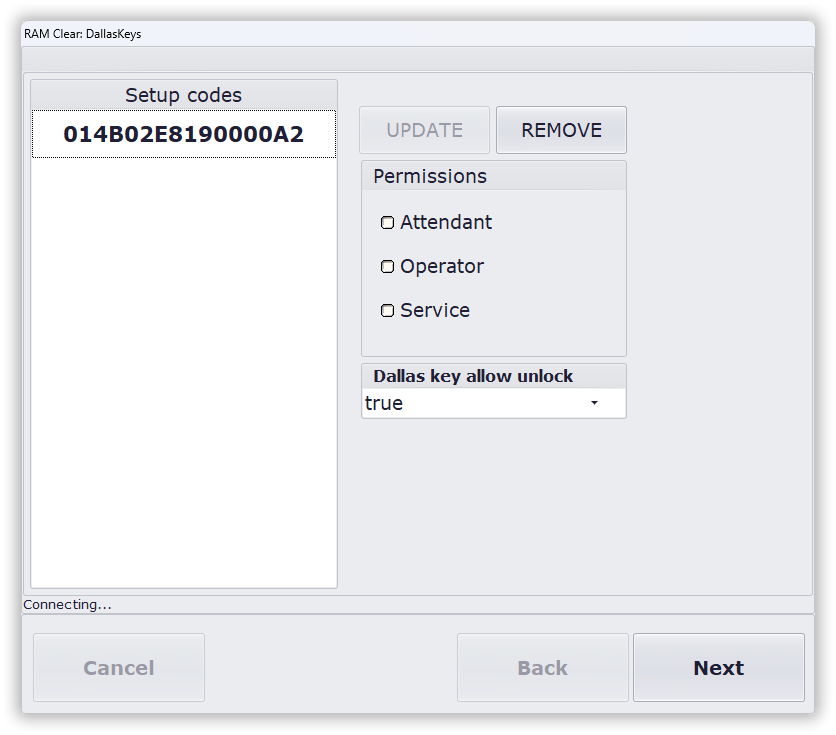 RAM Clear: DallasKeys
Setup codes
014B02E8190000A2
UPDATE
REMOVE
Permissions
Attendant
Operator
Service
Dallas key allow unlock
true
Connecting...
Cancel
Back
Next